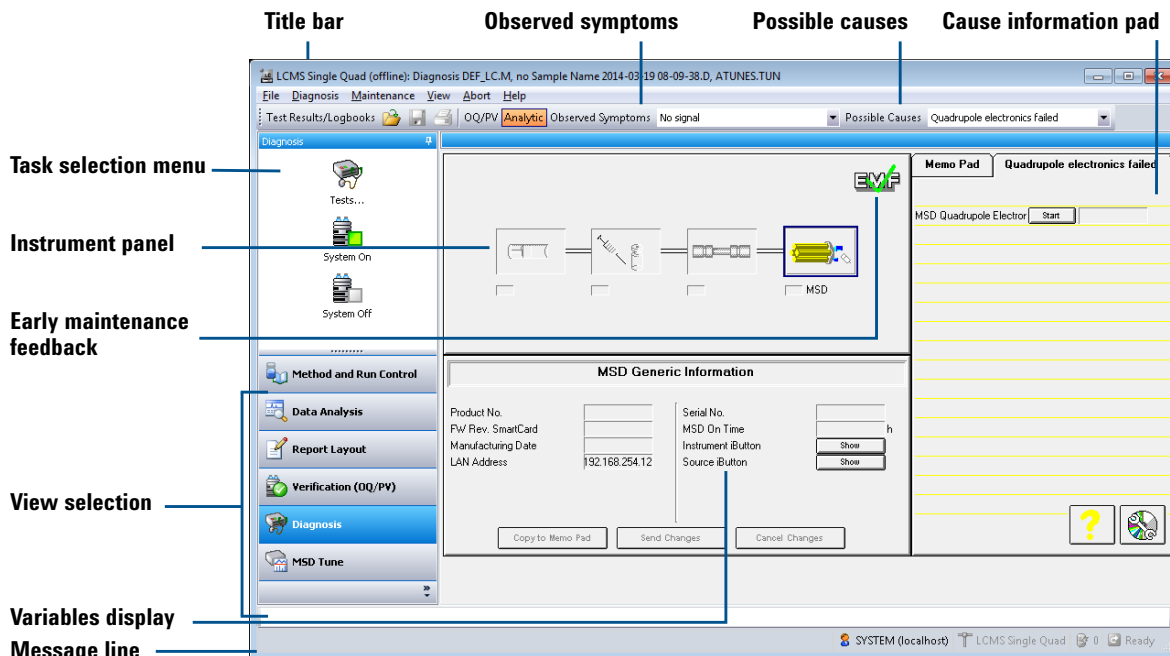 Title bar
Observed symptoms
Possible causes
Cause information pad
LCMS Single Quad (offline): Diagnosis DEF_LC.M, no Sample Name 2014-03-19 08-09-38.D, ATUNES.TUN
File Diagnosis Maintenance View Abort Help
Test Results/Logbooks OQ/PV Analytic Observed Symptoms No signal Possible Causes Quadrupole electronics failed
Diagnosis
Task selection menu
Tests...
Instrument panel
System On
System Off
Early maintenance
feedback
EMF
MSD
Memo Pad
Quadrupole electronics failed
MSD Quadrupole Electror Start
Method and Run Control
Data Analysis
Report Layout
Verification (OQ/PV)
Diagnosis
MSD Tune
View selection
MSD Generic Information
Product No.
FW Rev. SmartCard
Manufacturing Date
LAN Address 192.168.254.12
Serial No.
MSD On Time h
Instrument iButton Show
Source iButton Show
Copy to Memo Pad Send Changes Cancel Changes
?
Variables display
Message line
SYSTEM (localhost) LCMS Single Quad 0 Ready